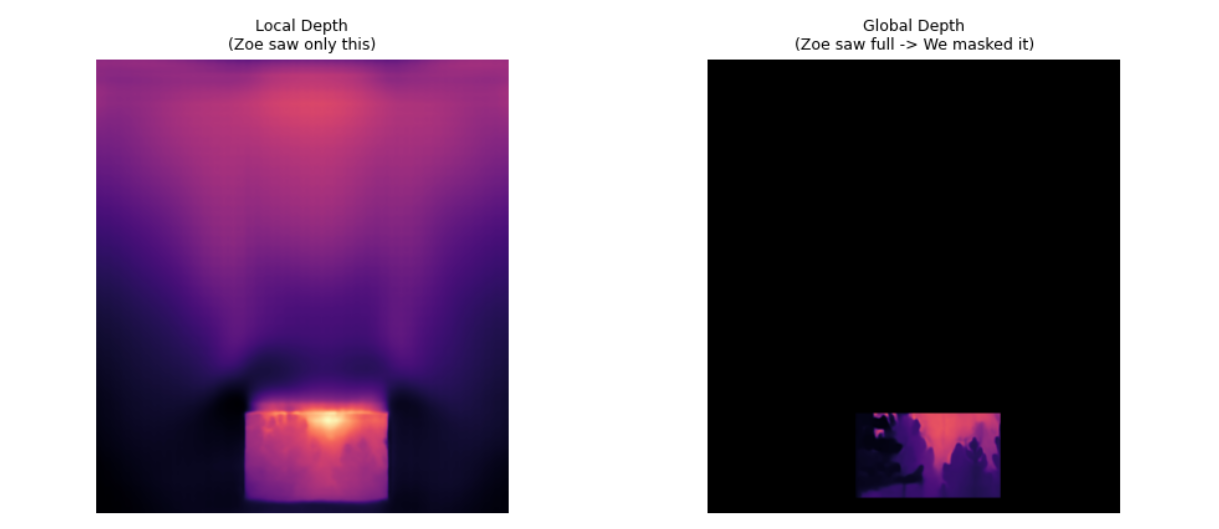 Local Depth
(Zoe saw only this)
Global Depth
(Zoe saw full -> We masked it)